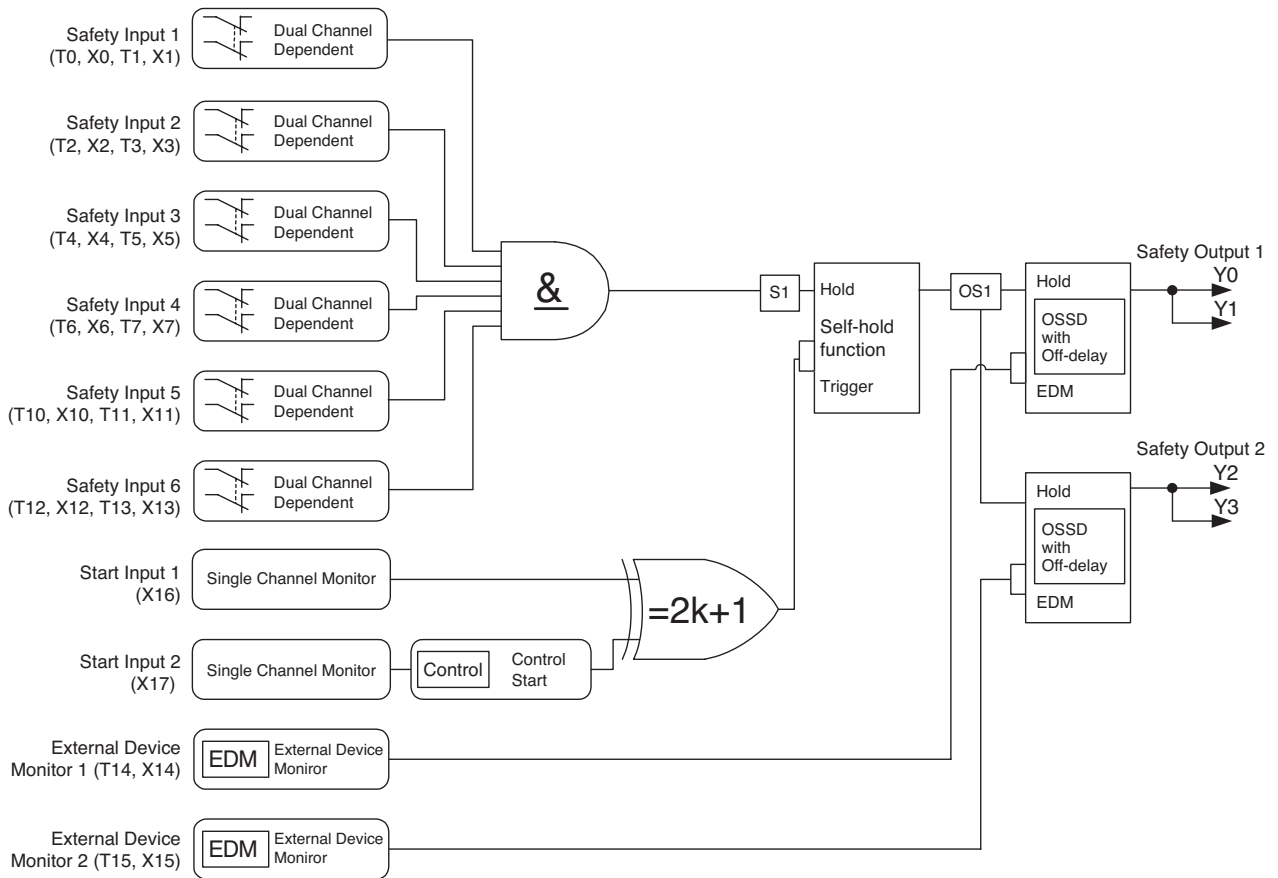 Safety Input 1
(T0, X0, T1, X1)
Dual Channel
Dependent
Safety Input 2
(T2, X2, T3, X3)
Dual Channel
Dependent
Safety Input 3
(T4, X4, T5, X5)
Dual Channel
Dependent
Safety Input 4
(T6, X6, T7, X7)
Dual Channel
Dependent
Safety Input 5
(T10, X10, T11, X11)
Dual Channel
Dependent
Safety Input 6
(T12, X12, T13, X13)
Dual Channel
Dependent
&
S1
Hold
Self-hold
function
Trigger
OS1
Safety Output 1
Hold
OSSD
with
Off-delay
EDM
Y0
Y1
Safety Output 2
Hold
OSSD
with
Off-delay
EDM
Y2
Y3
Start Input 1
(X16)
Single Channel Monitor
=2k+1
Start Input 2
(X17)
Single Channel Monitor
Control
Control
Start
External Device
Monitor 1 (T14, X14)
EDM
External Device
Moniror
External Device
Monitor 2 (T15, X15)
EDM
External Device
Moniror